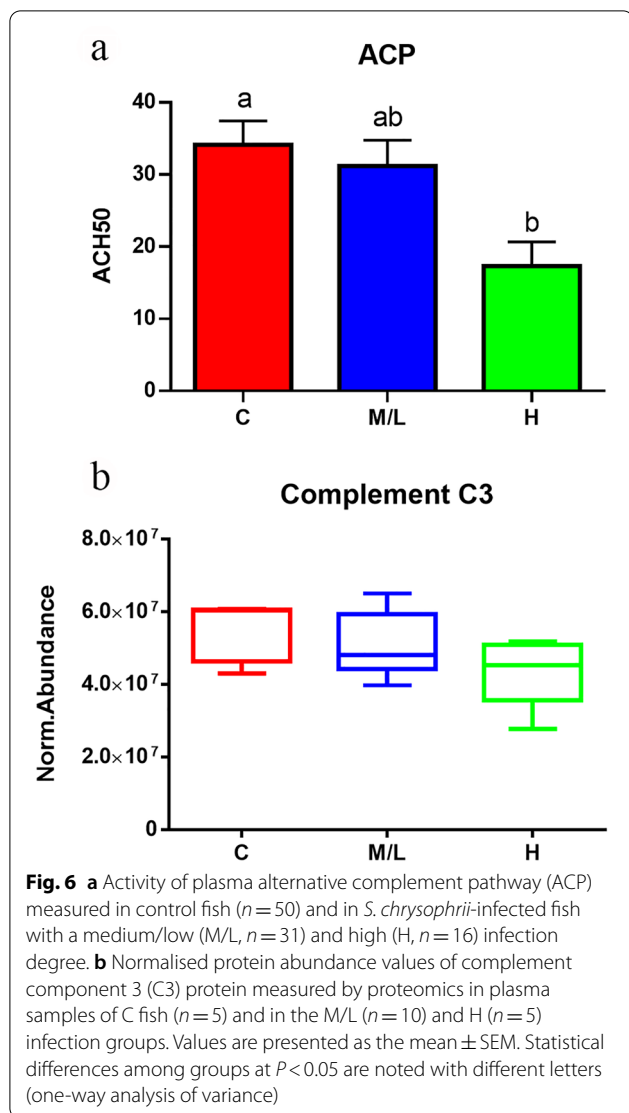 a
ACP
40
a
ab
30
b
20
10
0
ACH50
C M/L H
b
Complement C3
8.0×10⁷
6.0×10⁷
4.0×10⁷
2.0×10⁷
0
Norm.Abundance
C M/L H
Fig. 6 a Activity of plasma alternative complement pathway (ACP)
measured in control fish (n = 50) and in S. chrysophrii-infected fish
with a medium/low (M/L, n = 31) and high (H, n = 16) infection
degree. b Normalised protein abundance values of complement
component 3 (C3) protein measured by proteomics in plasma
samples of C fish (n = 5) and in the M/L (n = 10) and H (n = 5)
infection groups. Values are presented as the mean ± SEM. Statistical
differences among groups at P < 0.05 are noted with different letters
(one-way analysis of variance)